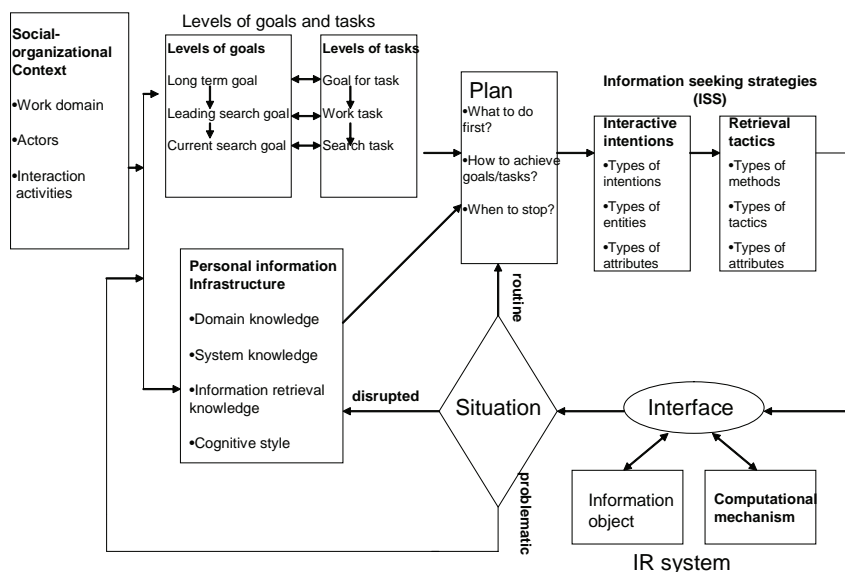 Levels of goals and tasks
Social-
organizational
Context
•Work domain
•Actors
•Interaction
activities
Levels of goals
Long term goal
Leading search goal
Current search goal
Levels of tasks
Goal for task
Work task
Search task
Plan
•What to do
first?
•How to achieve
goals/tasks?
•When to stop?
Information seeking strategies
(ISS)
Interactive
intentions
•Types of
intentions
•Types of
entities
•Types of
attributes
Retrieval
tactics
•Types of
methods
•Types of
tactics
•Types of
attributes
Personal information
Infrastructure
•Domain knowledge
•System knowledge
•Information retrieval
knowledge
•Cognitive style
routine
disrupted
Situation
problematic
Interface
Information
object
Computational
mechanism
IR system